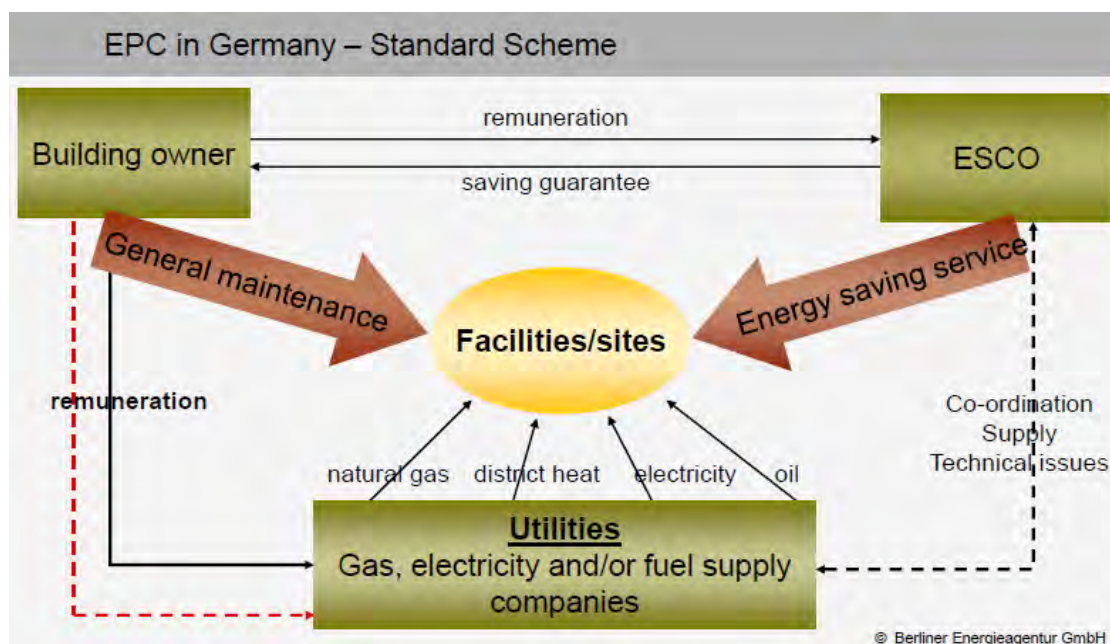 EPC in Germany – Standard Scheme
remuneration
Building owner
ESCO
saving guarantee
General maintenance
Energy saving service
Facilities/sites
remuneration
Co-ordination
Supply
Technical issues
natural gas
district heat
electricity
oil
Utilities
Gas, electricity and/or fuel supply
companies
© Berliner Energieagentur GmbH